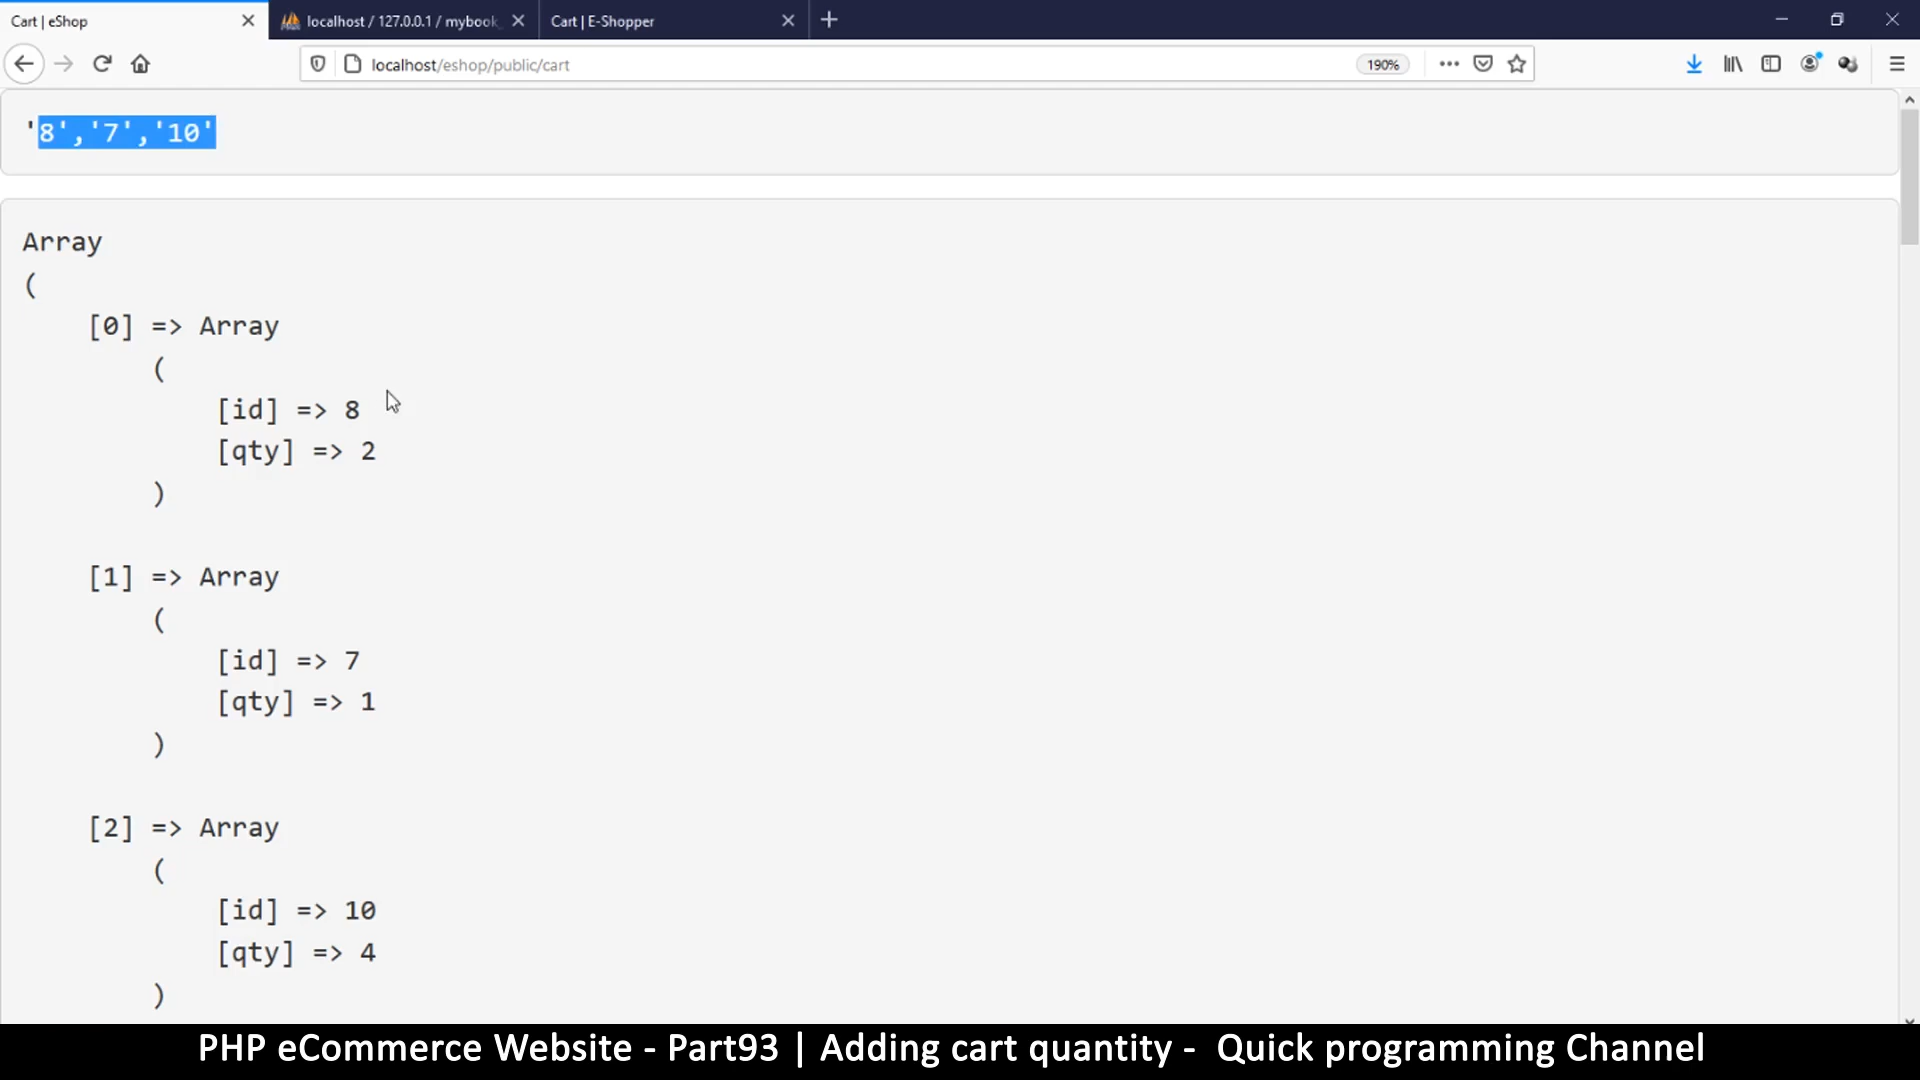 Cart | eShop
localhost / 127.0.0.1 / mybook
Cart | E-Shopper
localhost/eshop/public/cart
190%
'8','7','10'
Array
(
[0] => Array
(
[id] => 8
[qty] => 2
)
[1] => Array
(
[id] => 7
[qty] => 1
)
[2] => Array
(
[id] => 10
[qty] => 4
)
PHP eCommerce Website - Part93 | Adding cart quantity - Quick programming Channel